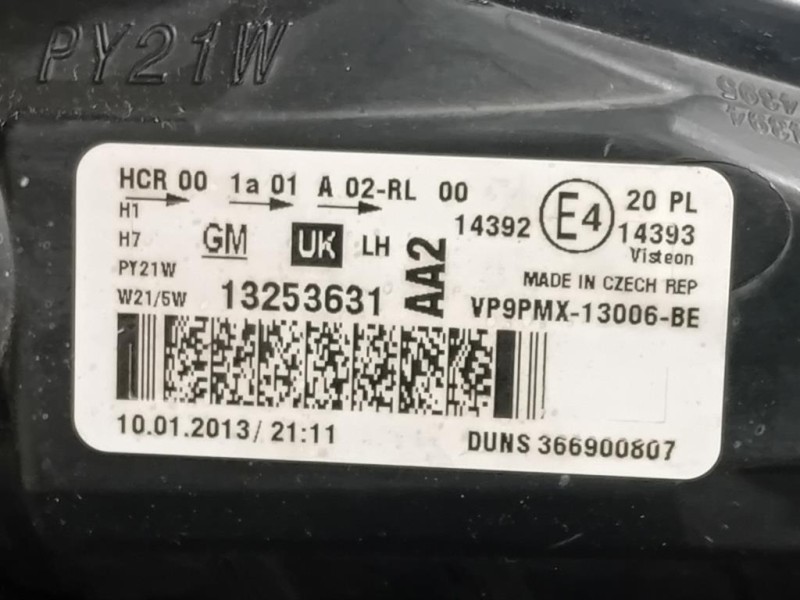 PY21W
HCR 00 1a 01 A 02-RL 00 E4 20 PL
H1 14392 14393
H7 GM UK LH AA2 Visteon
PY21W MADE IN CZECH REP
W21/5W 13253631 VP9PMX-13006-BE
10.01.2013/ 21:11 DUNS 366900807